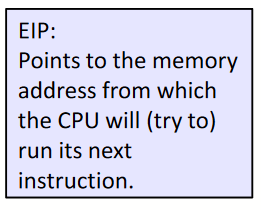 EIP:
Points to the memory
address from which
the CPU will (try to)
run its next
instruction.